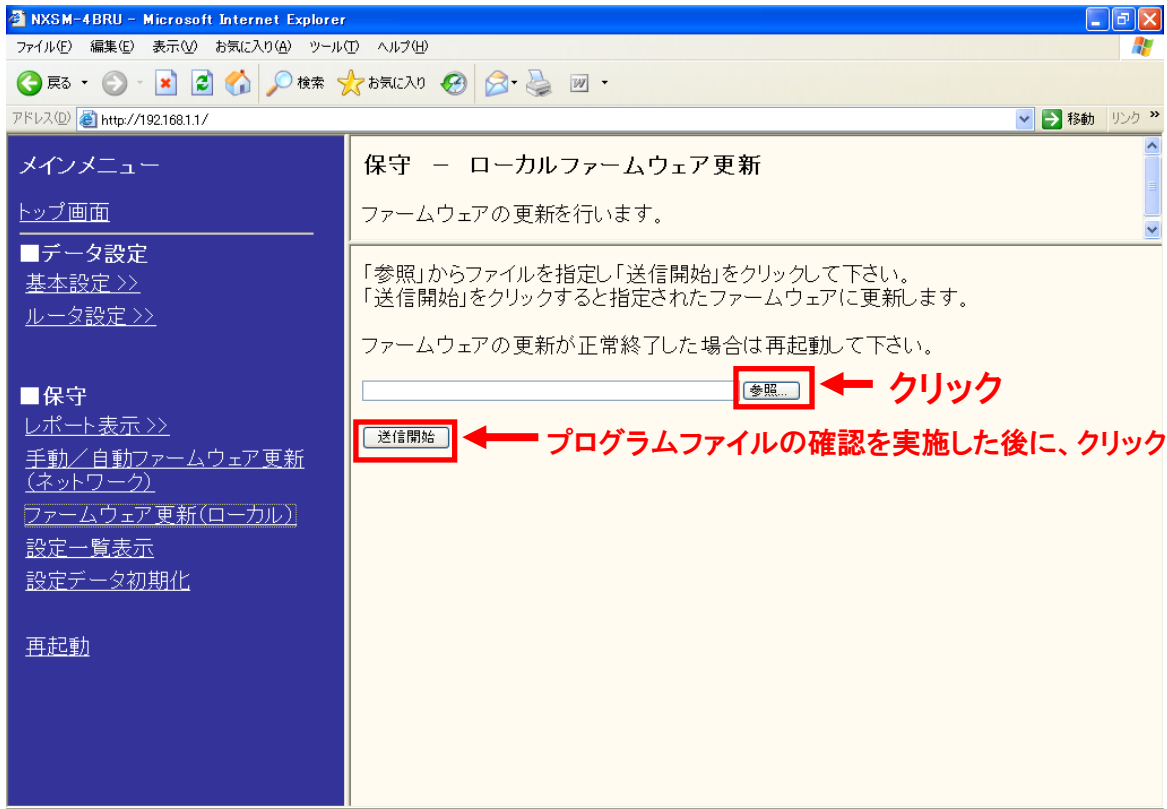 NXSM-4BRU - Microsoft Internet Explorer
ファイル(F) 編集(E) 表示(V) お気に入り(A) ツール(T) ヘルプ(H)
戻る 検索 お気に入り
アドレス(D) http://192.168.1.1/ 移動 リンク »
メインメニュー
トップ画面
■データ設定
基本設定 >>
ルータ設定 >>
■保守
レポート表示 >>
手動／自動ファームウェア更新
(ネットワーク)
ファームウェア更新(ローカル)
設定一覧表示
設定データ初期化
再起動
保守 － ローカルファームウェア更新
ファームウェアの更新を行います。
「参照」からファイルを指定し「送信開始」をクリックして下さい。
「送信開始」をクリックすると指定されたファームウェアに更新します。
ファームウェアの更新が正常終了した場合は再起動して下さい。
参照... クリック
送信開始 プログラムファイルの確認を実施した後に、クリック